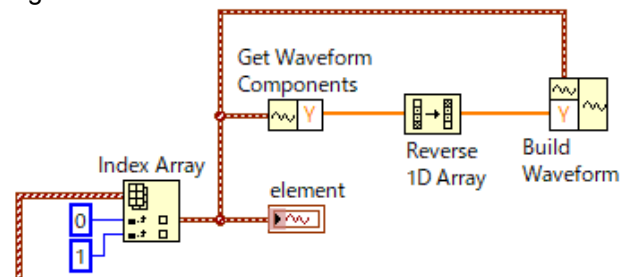 Get Waveform
Components
Y
Y
Reverse
1D Array
Build
Waveform
Index Array
element
0
1